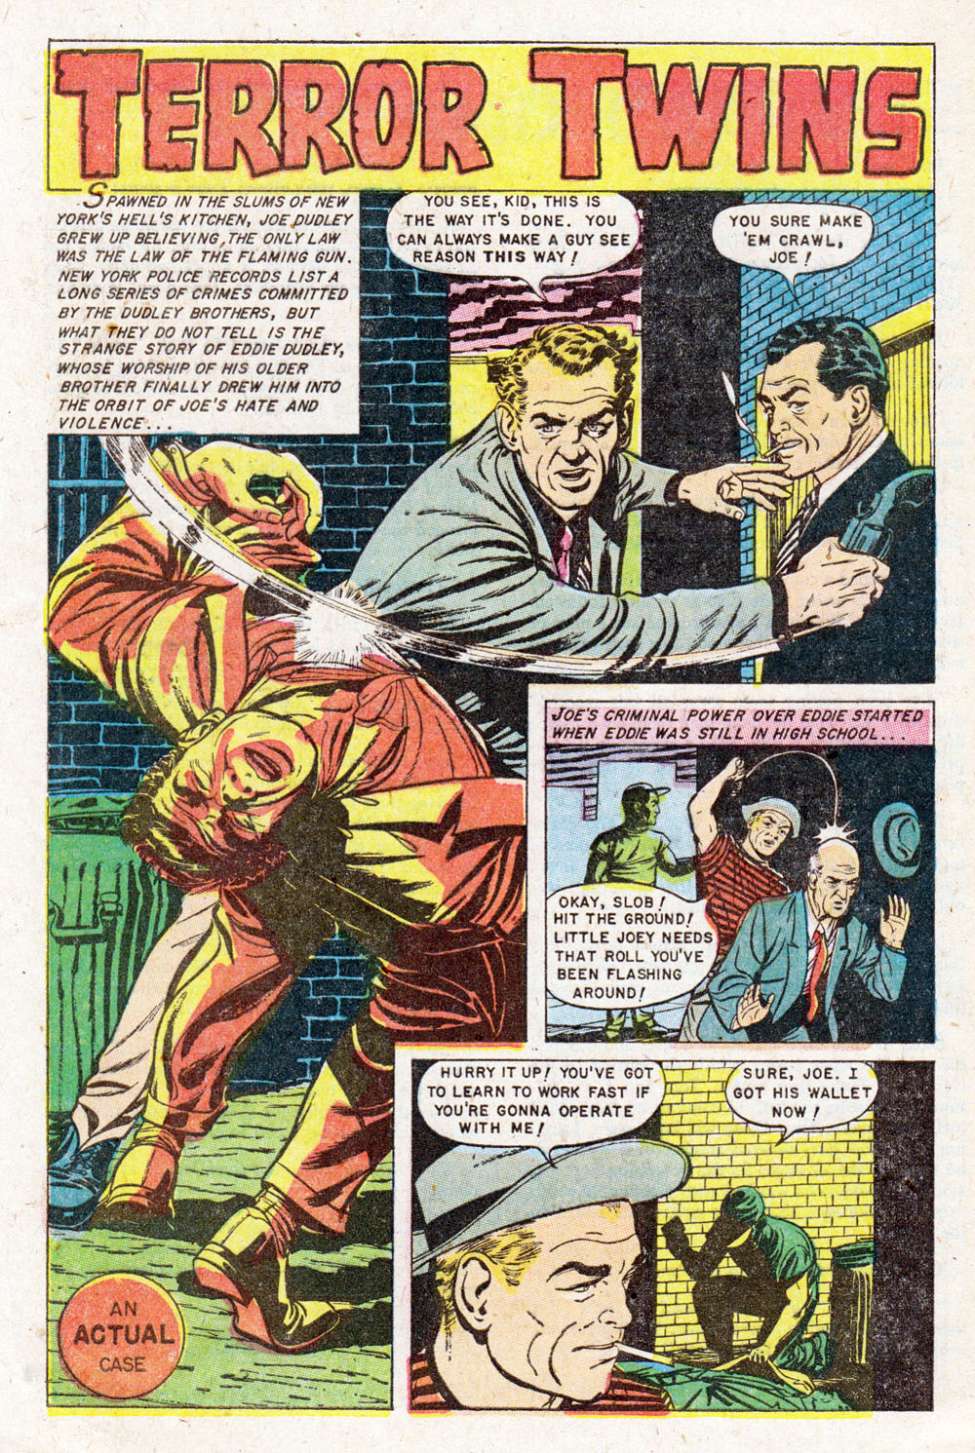 TERROR TWINS
SPAWNED IN THE SLUMS OF NEW
YORK'S HELL'S KITCHEN, JOE DUDLEY
GREW UP BELIEVING THE ONLY LAW
WAS THE LAW OF THE FLAMING GUN.
NEW YORK POLICE RECORDS LIST A
LONG SERIES OF CRIMES COMMITTED
BY THE DUDLEY BROTHERS, BUT
WHAT THEY DO NOT TELL IS THE
STRANGE STORY OF EDDIE DUDLEY,
WHOSE WORSHIP OF HIS OLDER
BROTHER FINALLY DREW HIM INTO
THE ORBIT OF JOE'S HATE AND
VIOLENCE...
YOU SEE, KID, THIS IS
THE WAY IT'S DONE. YOU
CAN ALWAYS MAKE A GUY SEE
REASON THIS WAY!
YOU SURE MAKE
'EM CRAWL,
JOE!
JOE'S CRIMINAL POWER OVER EDDIE STARTED
WHEN EDDIE WAS STILL IN HIGH SCHOOL...
OKAY, SLOB!
HIT THE GROUND!
LITTLE JOEY NEEDS
THAT ROLL YOU'VE
BEEN FLASHING
AROUND!
HURRY IT UP! YOU'VE GOT
TO LEARN TO WORK FAST IF
YOU'RE GONNA OPERATE
WITH ME!
SURE, JOE. I
GOT HIS WALLET
NOW!
AN
ACTUAL
CASE